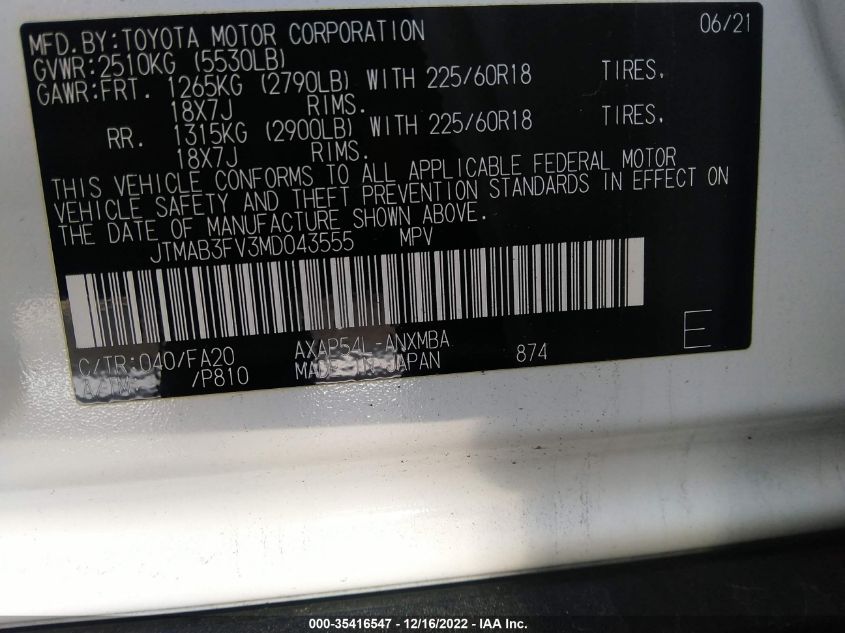 MFD.BY:TOYOTA MOTOR CORPORATION 06/21
GVWR:2510KG (5530LB)
GAWR:FRT. 1265KG (2790LB) WITH 225/60R18 TIRES.
18X7J RIMS.
RR. 1315KG (2900LB) WITH 225/60R18 TIRES.
18X7J RIMS.
THIS VEHICLE CONFORMS TO ALL APPLICABLE FEDERAL MOTOR
VEHICLE SAFETY AND THEFT PREVENTION STANDARDS IN EFFECT ON
THE DATE OF MANUFACTURE SHOWN ABOVE.
JTMAB3FV3MD043555 MPV
C/TR:040/FA20 AXAP54L-ANXMBA 874 E
/P810 MADE IN JAPAN
000-35416547 - 12/16/2022 - IAA Inc.